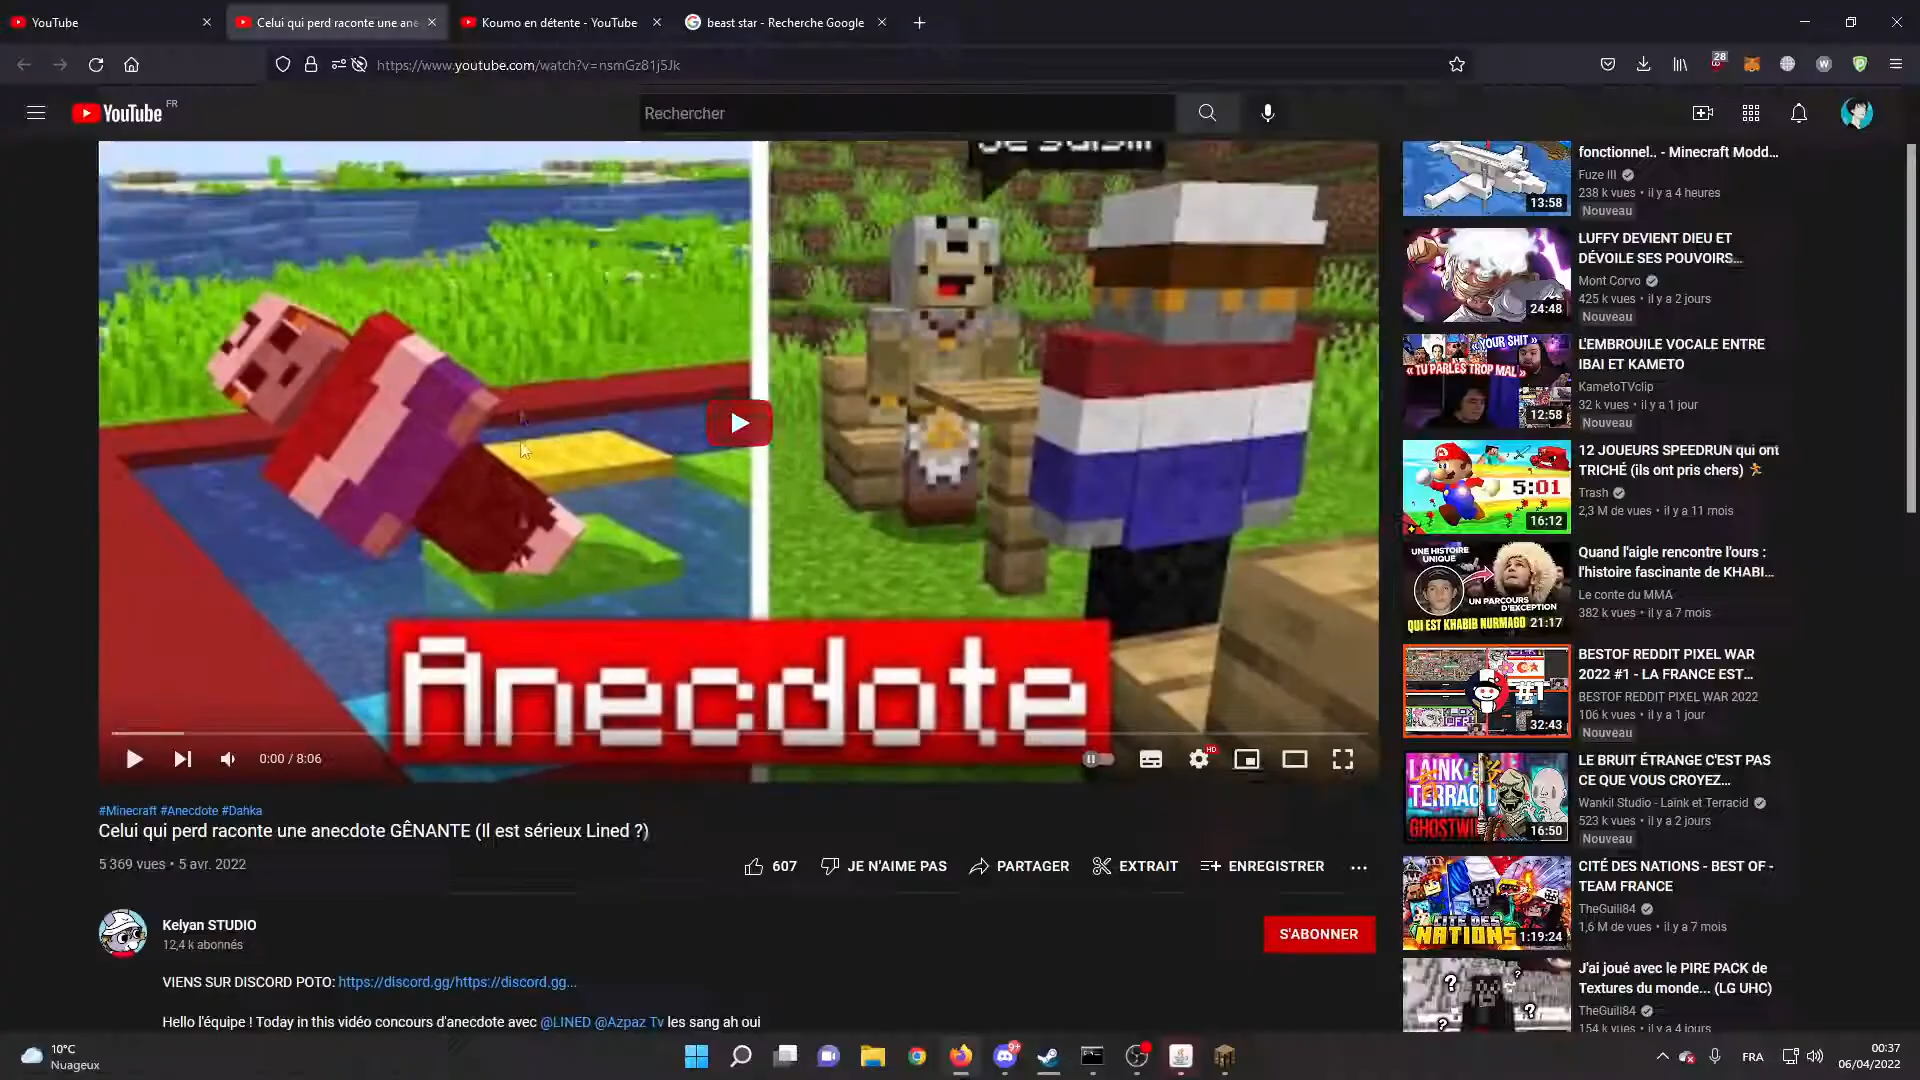 YouTube
Celui qui perd raconte une ane
Koumo en détente - YouTube
beast star - Recherche Google
https://www.youtube.com/watch?v=nsmGz81j5Jk
28
YouTube
FR
Rechercher
Anecdote
0:00 / 8:06
HD
#Minecraft #Anecdote #Dahka
Celui qui perd raconte une anecdote GÊNANTE (Il est sérieux Lined ?)
5 369 vues • 5 avr. 2022
607
JE N'AIME PAS
PARTAGER
EXTRAIT
ENREGISTRER
Kelyan STUDIO
12,4 k abonnés
S'ABONNER
VIENS SUR DISCORD POTO: https://discord.gg/https://discord.gg...
Hello l'équipe ! Today in this vidéo concours d'anecdote avec @LINED @Azpaz Tv les sang ah oui
13:58
fonctionnel.. - Minecraft Modd...
Fuze III
238 k vues • il y a 4 heures
Nouveau
24:48
LUFFY DEVIENT DIEU ET
DÉVOILE SES POUVOIRS...
Mont Corvo
425 k vues • il y a 2 jours
Nouveau
«YOUR SHIT»
«TU PARLES TROP MAL»
12:58
L'EMBROUILE VOCALE ENTRE
IBAI ET KAMETO
KametoTVclip
32 k vues • il y a 1 jour
Nouveau
5:01
16:12
12 JOUEURS SPEEDRUN qui ont
TRICHÉ (ils ont pris chers)
Trash
2,3 M de vues • il y a 11 mois
UNE HISTOIRE
UNIQUE
UN PARCOURS
D'EXCEPTION
QUI EST KHABIB NURMAGO
21:17
Quand l'aigle rencontre l'ours :
l'histoire fascinante de KHABI...
Le conte du MMA
382 k vues • il y a 7 mois
#1
32:43
BESTOF REDDIT PIXEL WAR
2022 #1 - LA FRANCE EST...
BESTOF REDDIT PIXEL WAR 2022
106 k vues • il y a 1 jour
Nouveau
LAINK
TERRACID
GHOSTWI
16:50
LE BRUIT ÉTRANGE C'EST PAS
CE QUE VOUS CROYEZ...
Wankil Studio - Laink et Terracid
523 k vues • il y a 2 jours
Nouveau
CITÉ DES
NATIONS
1:19:24
CITÉ DES NATIONS - BEST OF -
TEAM FRANCE
TheGuill84
1,6 M de vues • il y a 7 mois
? ? ? ?
J'ai joué avec le PIRE PACK de
Textures du monde... (LG UHC)
TheGuill84
154 k vues • il y a 4 jours
10°C
Nuageux
9+
FRA
00:37
06/04/2022